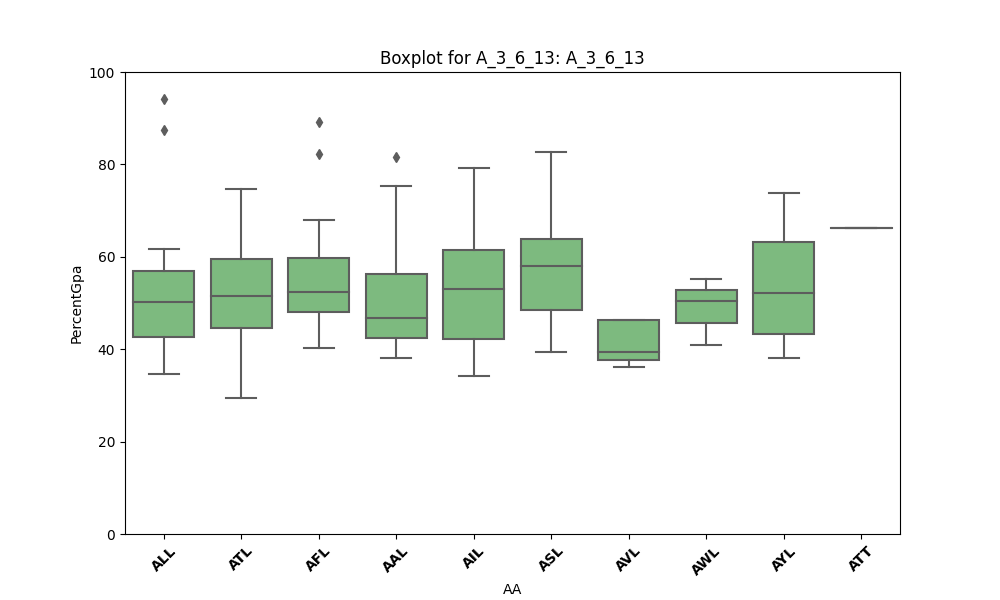 Boxplot for A_3_6_13: A_3_6_13
100
80
60
40
20
0
PercentGpa
ALL
ATL
AFL
AAL
AIL
ASL
AVL
AWL
AYL
ATT
AA